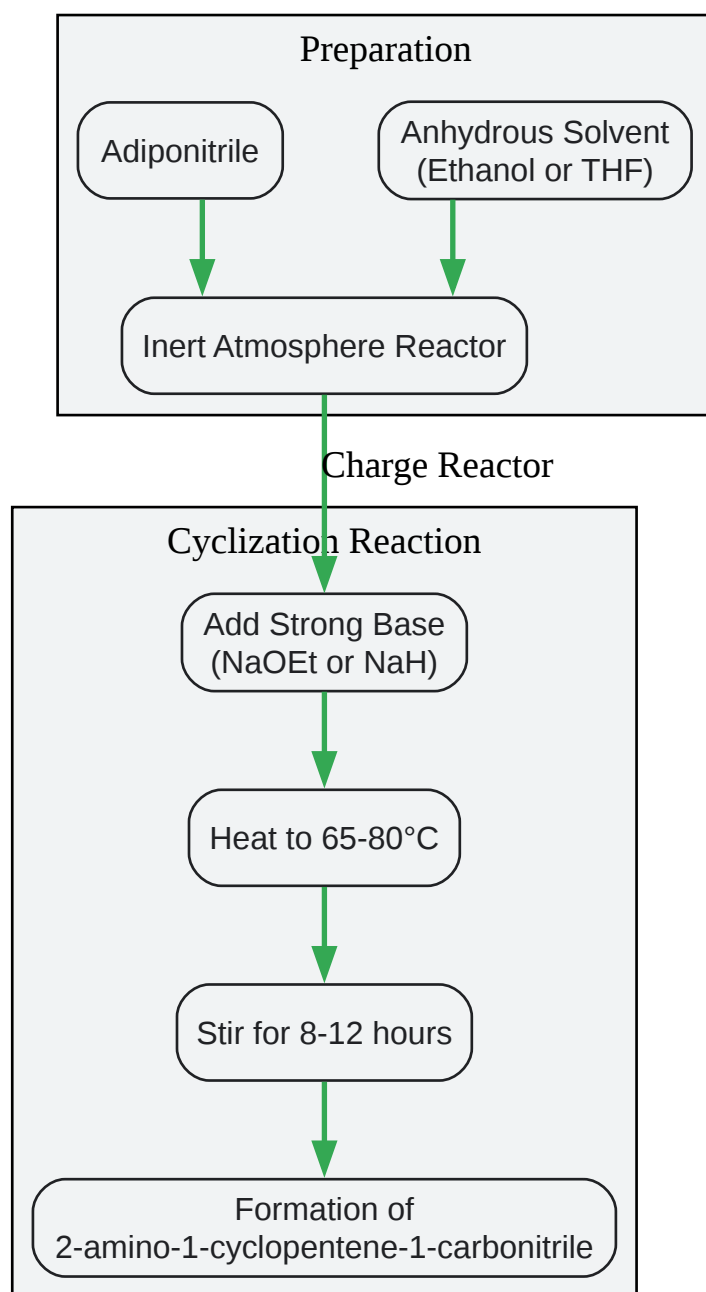 Preparation
Adiponitrile
Anhydrous Solvent
(Ethanol or THF)
Inert Atmosphere Reactor
Charge Reactor
Cyclization Reaction
Add Strong Base
(NaOEt or NaH)
Heat to 65-80°C
Stir for 8-12 hours
Formation of
2-amino-1-cyclopentene-1-carbonitrile